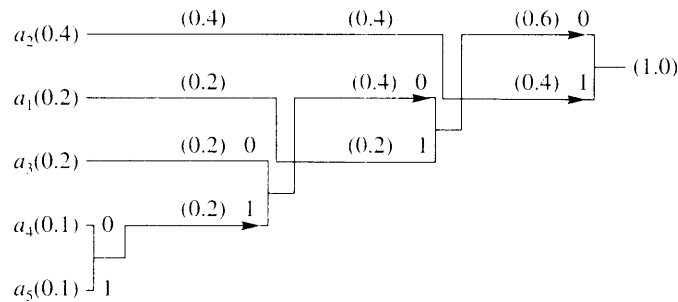 (0.4) (0.4) (0.6) 0
a₂(0.4)
(1.0)
(0.2) (0.4) 0 (0.4) 1
a₁(0.2)
(0.2) 0 (0.2) 1
a₃(0.2)
(0.2) 1
a₄(0.1) 0
a₅(0.1) 1